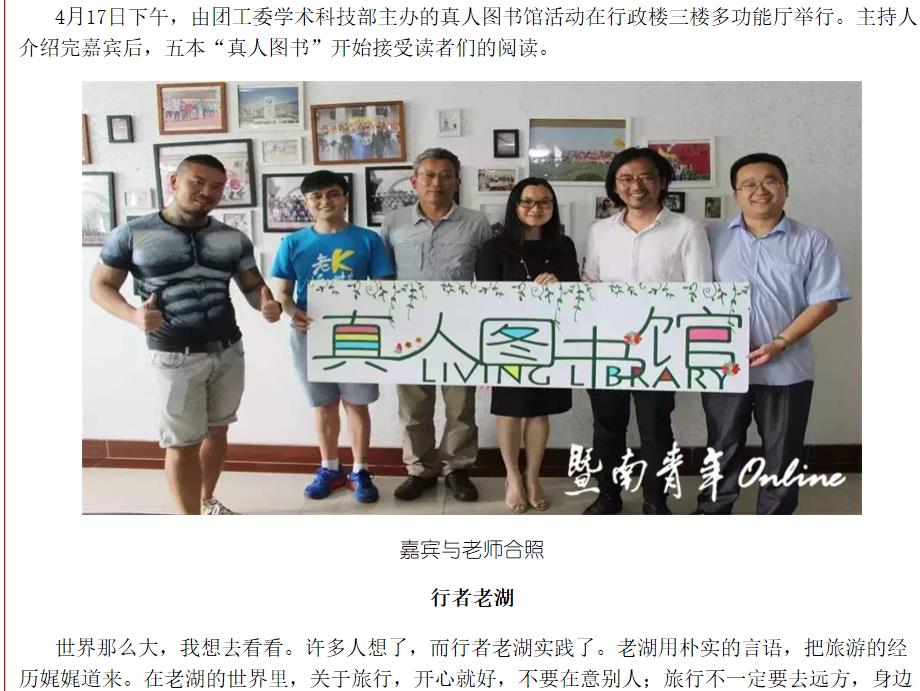 4月17日下午，由团工委学术科技部主办的真人图书馆活动在行政楼三楼多功能厅举行。主持人
介绍完嘉宾后，五本“真人图书”开始接受读者们的阅读。
老K
真人图书馆
LIVING LIBRARY
暨南青年Online
嘉宾与老师合照
行者老湖
世界那么大，我想去看看。许多人想了，而行者老湖实践了。老湖用朴实的言语，把旅游的经
历娓娓道来。在老湖的世界里，关于旅行，开心就好，不要在意别人；旅行不一定要去远方，身边